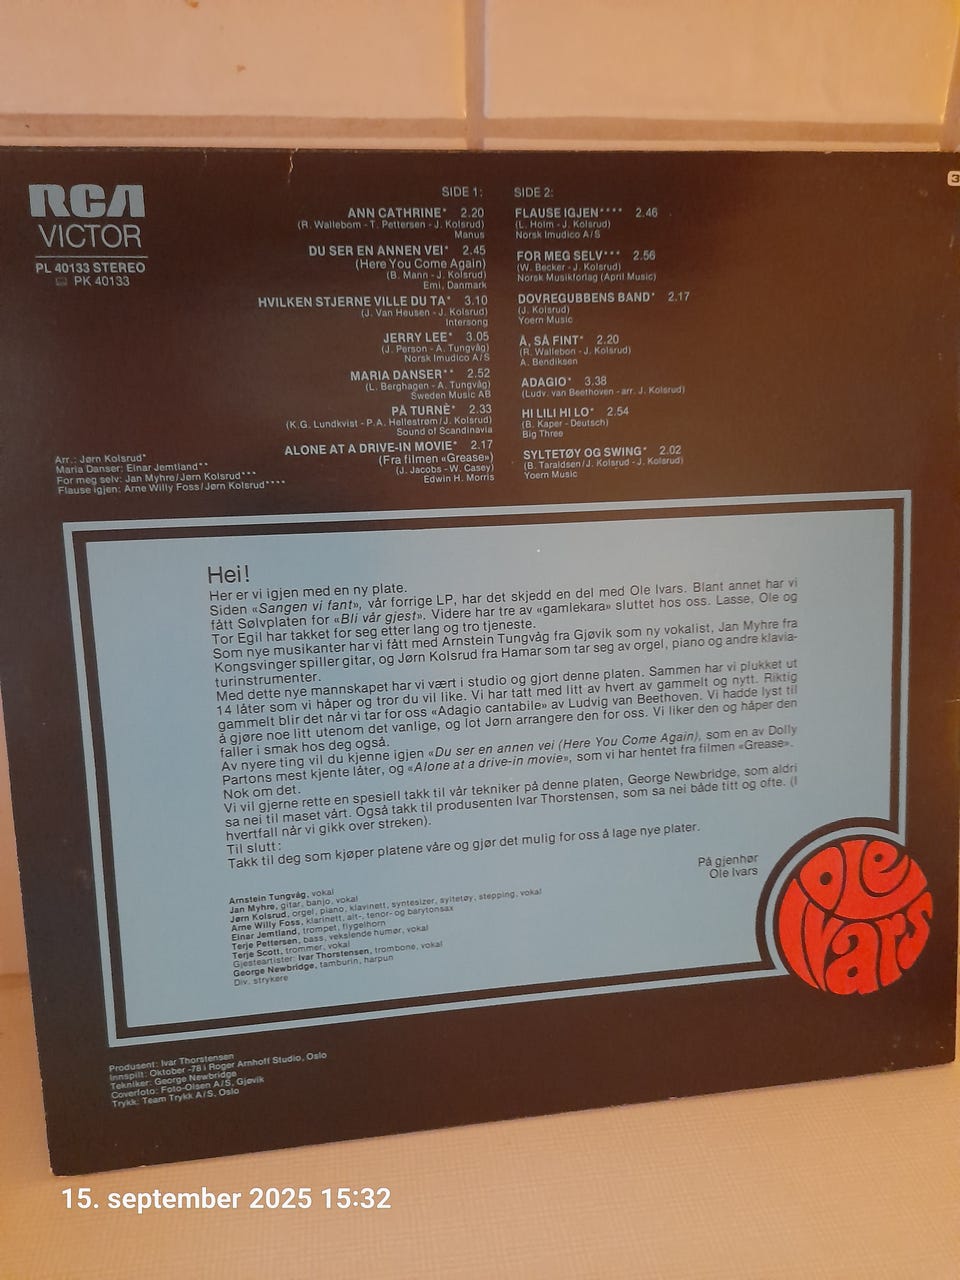 RCA
VICTOR
PL 40133 STEREO
PK 40133
SIDE 1:
ANN CATHRINE* 2.20
(R. Wallebom - T. Pettersen - J. Kolsrud)
Manus
DU SER EN ANNEN VEI* 2.45
(Here You Come Again)
(B. Mann - J. Kolsrud)
Emi, Danmark
HVILKEN STJERNE VILLE DU TA* 3.10
(J. Van Heusen - J. Kolsrud)
Intersong
JERRY LEE* 3.05
(J. Person - A. Tungvåg)
Norsk Imudico A/S
MARIA DANSER** 2.52
(L. Berghagen - A. Tungvåg)
Sweden Music AB
PÅ TURNÈ* 2.33
(K.G. Lundkvist - P.A. Hellestrøm/J. Kolsrud)
Sound of Scandinavia
ALONE AT A DRIVE-IN MOVIE* 2.17
(Fra filmen «Grease»)
(J. Jacobs - W. Casey)
Edwin H. Morris
SIDE 2:
FLAUSE IGJEN**** 2.46
(L. Holm - J. Kolsrud)
Norsk Imudico A/S
FOR MEG SELV*** 2.56
(W. Becker - J. Kolsrud)
Norsk Musikforlag (April Music)
DOVREGUBBENS BAND* 2.17
(J. Kolsrud)
Yoern Music
Å, SÅ FINT* 2.20
(R. Wallebon - J. Kolsrud)
A. Bendiksen
ADAGIO* 3.38
(Ludv. van Beethoven - arr. J. Kolsrud)
HI LILI HI LO* 2.54
(B. Kaper - Deutsch)
Big Three
SYLTETØY OG SWING* 2.02
(B. Taraldsen/J. Kolsrud - J. Kolsrud)
Yoern Music
Arr.: Jørn Kolsrud*
Maria Danser: Einar Jemtland**
For meg selv: Jan Myhre/Jørn Kolsrud***
Flause igjen: Arne Willy Foss/Jørn Kolsrud****
Hei!
Her er vi igjen med en ny plate.
Siden «Sangen vi fant», vår forrige LP, har det skjedd en del med Ole Ivars. Blant annet har vi
fått Sølvplaten for «Bli vår gjest». Videre har tre av «gamlekara» sluttet hos oss. Lasse, Ole og
Tor Egil har takket for seg etter lang og tro tjeneste.
Som nye musikanter har vi fått med Arnstein Tungvåg fra Gjøvik som ny vokalist, Jan Myhre fra
Kongsvinger spiller gitar, og Jørn Kolsrud fra Hamar som tar seg av orgel, piano og andre klavia-
turinstrumenter.
Med dette nye mannskapet har vi vært i studio og gjort denne platen. Sammen har vi plukket ut
14 låter som vi håper og tror du vil like. Vi har tatt med litt av hvert av gammelt og nytt. Riktig
gammelt blir det når vi tar for oss «Adagio cantabile» av Ludvig van Beethoven. Vi hadde lyst til
å gjøre noe litt utenom det vanlige, og lot Jørn arrangere den for oss. Vi liker den og håper den
faller i smak hos deg også.
Av nyere ting vil du kjenne igjen «Du ser en annen vei (Here You Come Again), som en av Dolly
Partons mest kjente låter, og «Alone at a drive-in movie», som vi har hentet fra filmen «Grease».
Nok om det.
Vi vil gjerne rette en spesiell takk til vår tekniker på denne platen, George Newbridge, som aldri
sa nei til maset vårt. Også takk til produsenten Ivar Thorstensen, som sa nei både titt og ofte. (I
hvertfall når vi gikk over streken).
Til slutt:
Takk til deg som kjøper platene våre og gjør det mulig for oss å lage nye plater.
På gjenhør
Ole Ivars
Arnstein Tungvåg, vokal
Jan Myhre, gitar, banjo, vokal
Jørn Kolsrud, orgel, piano, klavinett, syntesizer, syltetøy, stepping, vokal
Arne Willy Foss, klarinett, alt-, tenor- og barytonsax
Einar Jemtland, trompet, flygelhorn
Terje Pettersen, bass, vekslende humør, vokal
Terje Scott, trommer, vokal
Gjesteartister: Ivar Thorstensen, trombone, vokal
George Newbridge, tamburin, harpun
Div. strykere
Ole Ivars
Produsent: Ivar Thorstensen
Innspilt: Oktober -78 i Roger Arnhoff Studio, Oslo
Tekniker: George Newbridge
Coverfoto: Foto-Olsen A/S, Gjøvik
Trykk: Team Trykk A/S, Oslo
15. september 2025 15:32